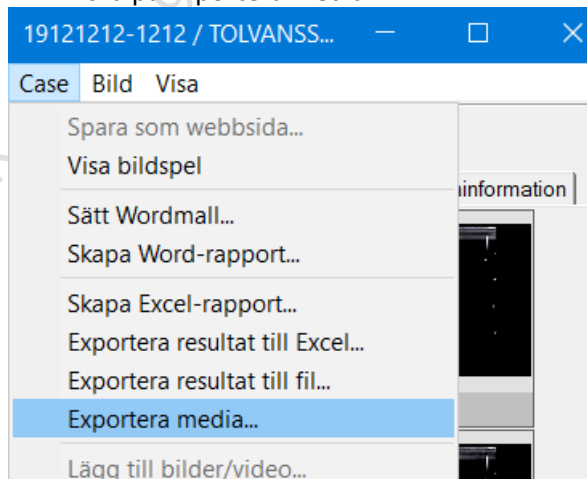 19121212-1212 / TOLVANSS...
Case Bild Visa
Spara som webbsida...
Visa bildspel
ninformation
Sätt Wordmall...
Skapa Word-rapport...
Skapa Excel-rapport...
Exportera resultat till Excel...
Exportera resultat till fil...
Exportera media...
Lägg till bilder/video...